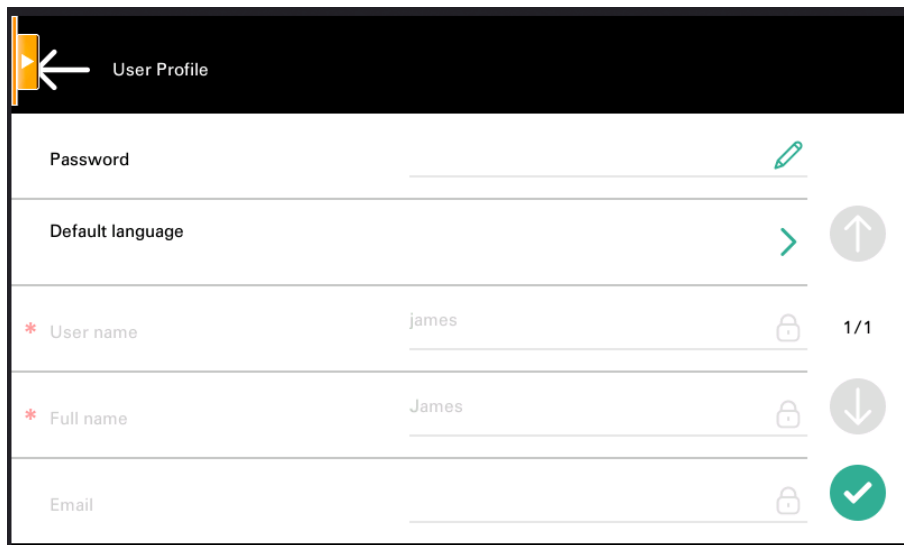 User Profile
Password
Default language
* User name james
1/1
* Full name James
Email